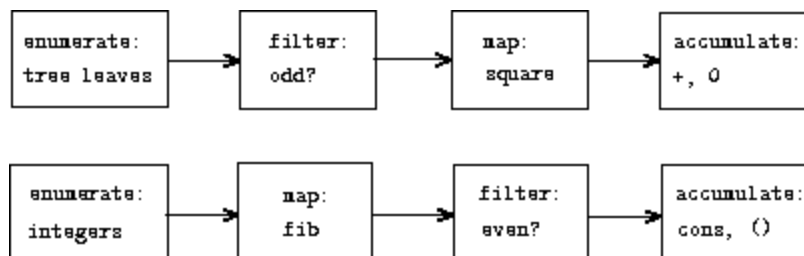 enumerate: filter: map: accumulate:
tree leaves odd? square +, 0
enumerate: map: filter: accumulate:
integers fib even? cons, ()